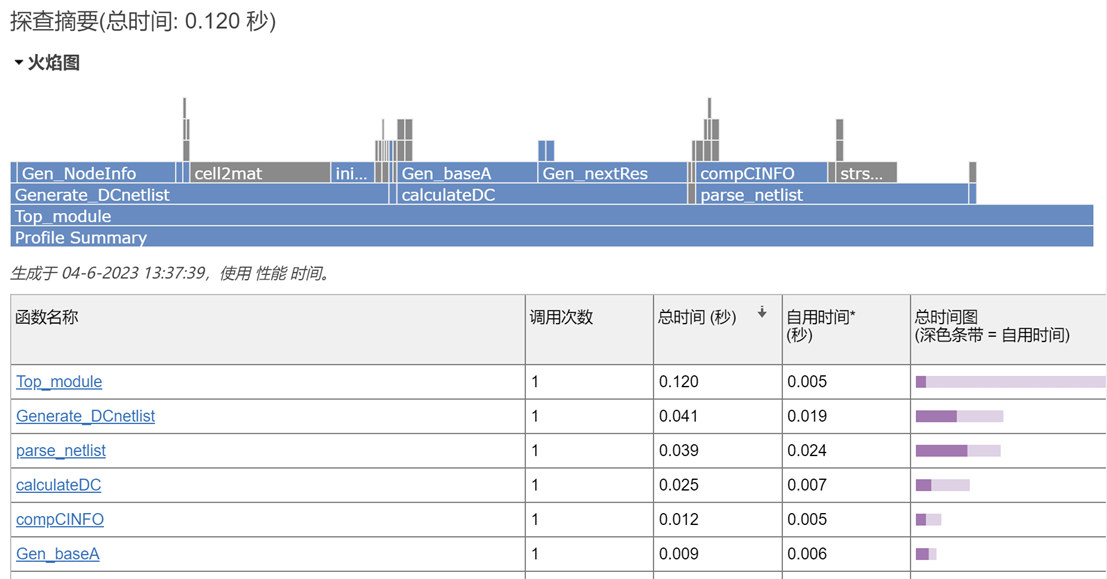 探查摘要(总时间: 0.120 秒)
火焰图
Gen_NodeInfo cell2mat ini... Gen_baseA Gen_nextRes compCINFO strs...
Generate_DCnetlist calculateDC parse_netlist
Top_module
Profile Summary
生成于 04-6-2023 13:37:39，使用 性能 时间。
函数名称 调用次数 总时间 (秒) 自用时间* 总时间图
(秒) (深色条带 = 自用时间)
Top_module 1 0.120 0.005
Generate_DCnetlist 1 0.041 0.019
parse_netlist 1 0.039 0.024
calculateDC 1 0.025 0.007
compCINFO 1 0.012 0.005
Gen_baseA 1 0.009 0.006